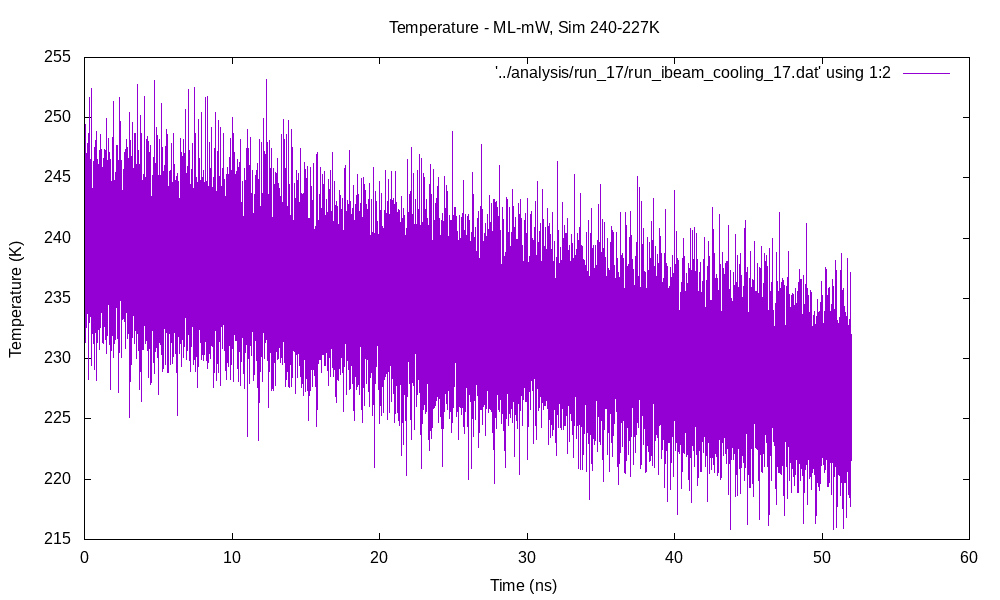 Temperature - ML-mW, Sim 240-227K
'../analysis/run_17/run_ibeam_cooling_17.dat' using 1:2
Temperature (K)
255
250
245
240
235
230
225
220
215
0 10 20 30 40 50 60
Time (ns)